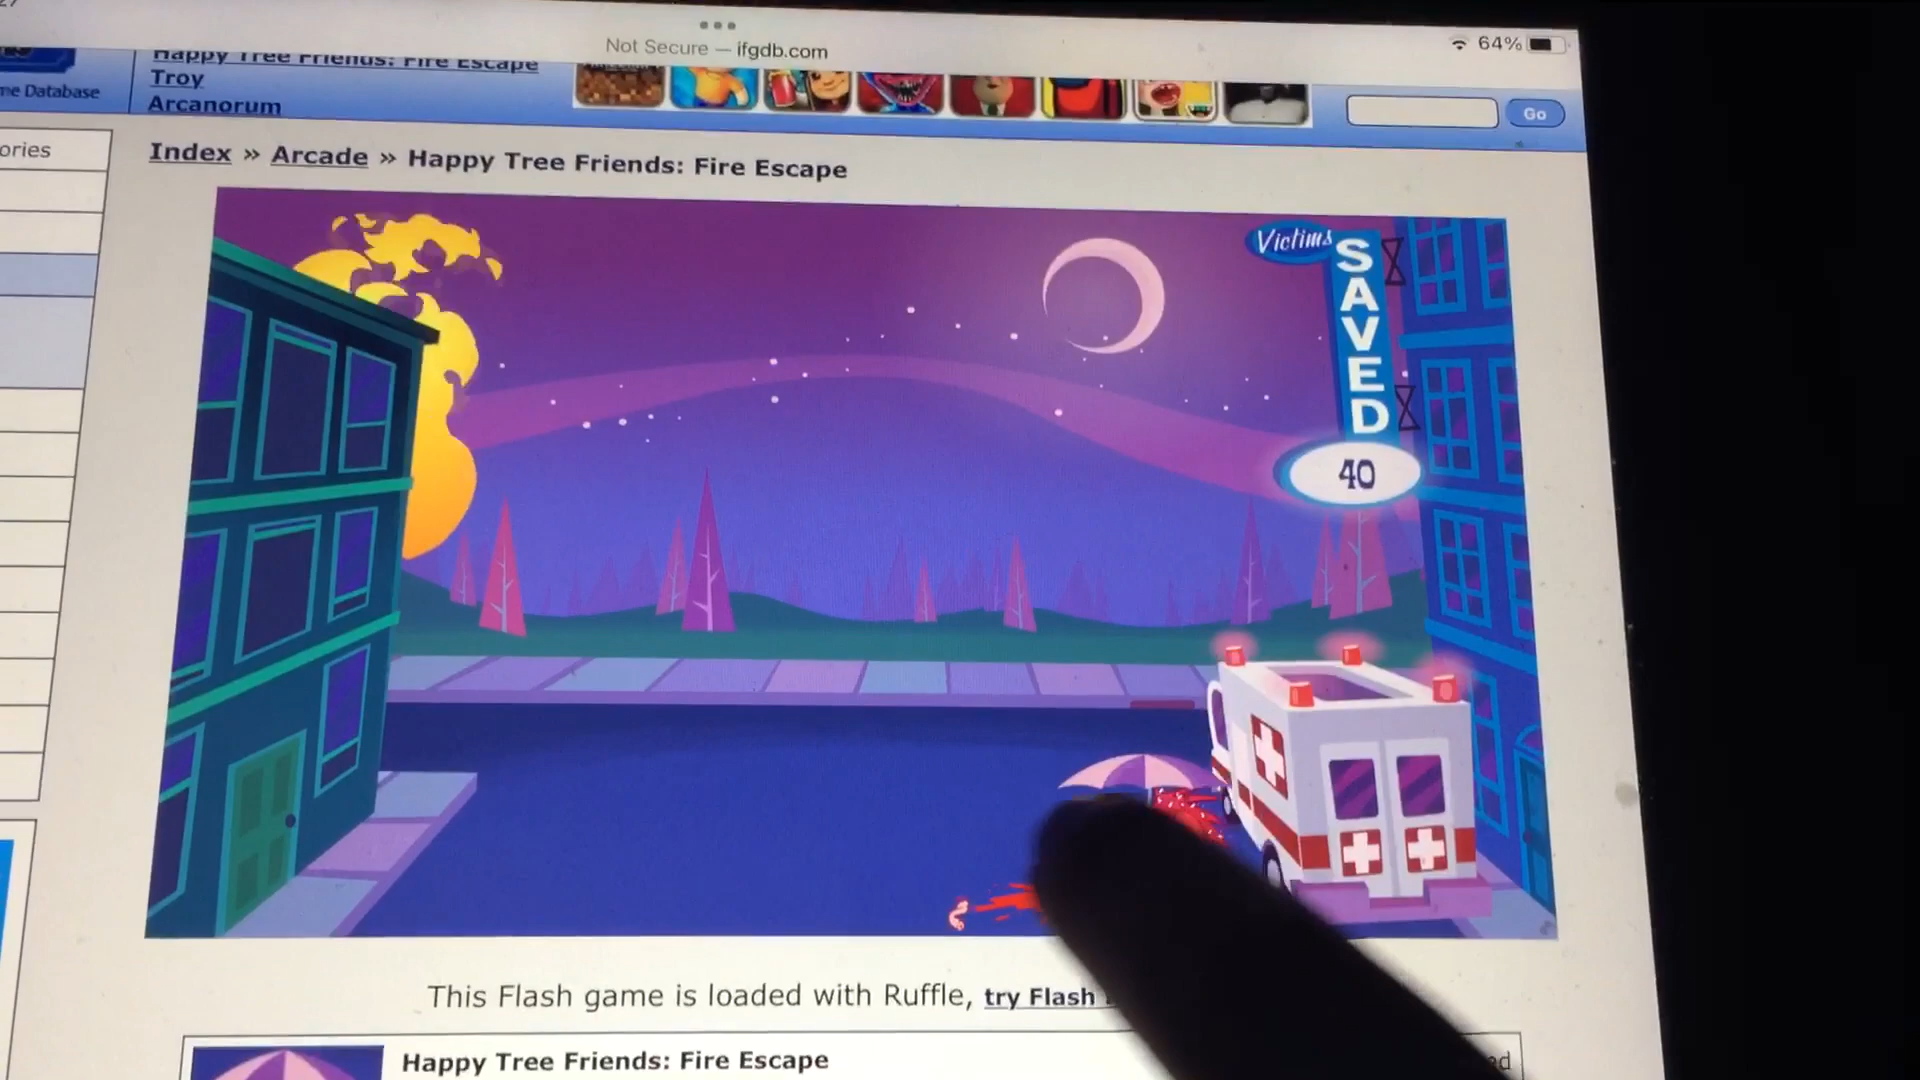 Not Secure — ifgdb.com
64%
Happy Tree Friends: Fire Escape
Troy
Arcanorum
me Database
Go
ories
Index » Arcade » Happy Tree Friends: Fire Escape
Victims
SAVED
40
This Flash game is loaded with Ruffle, try Flash
Happy Tree Friends: Fire Escape